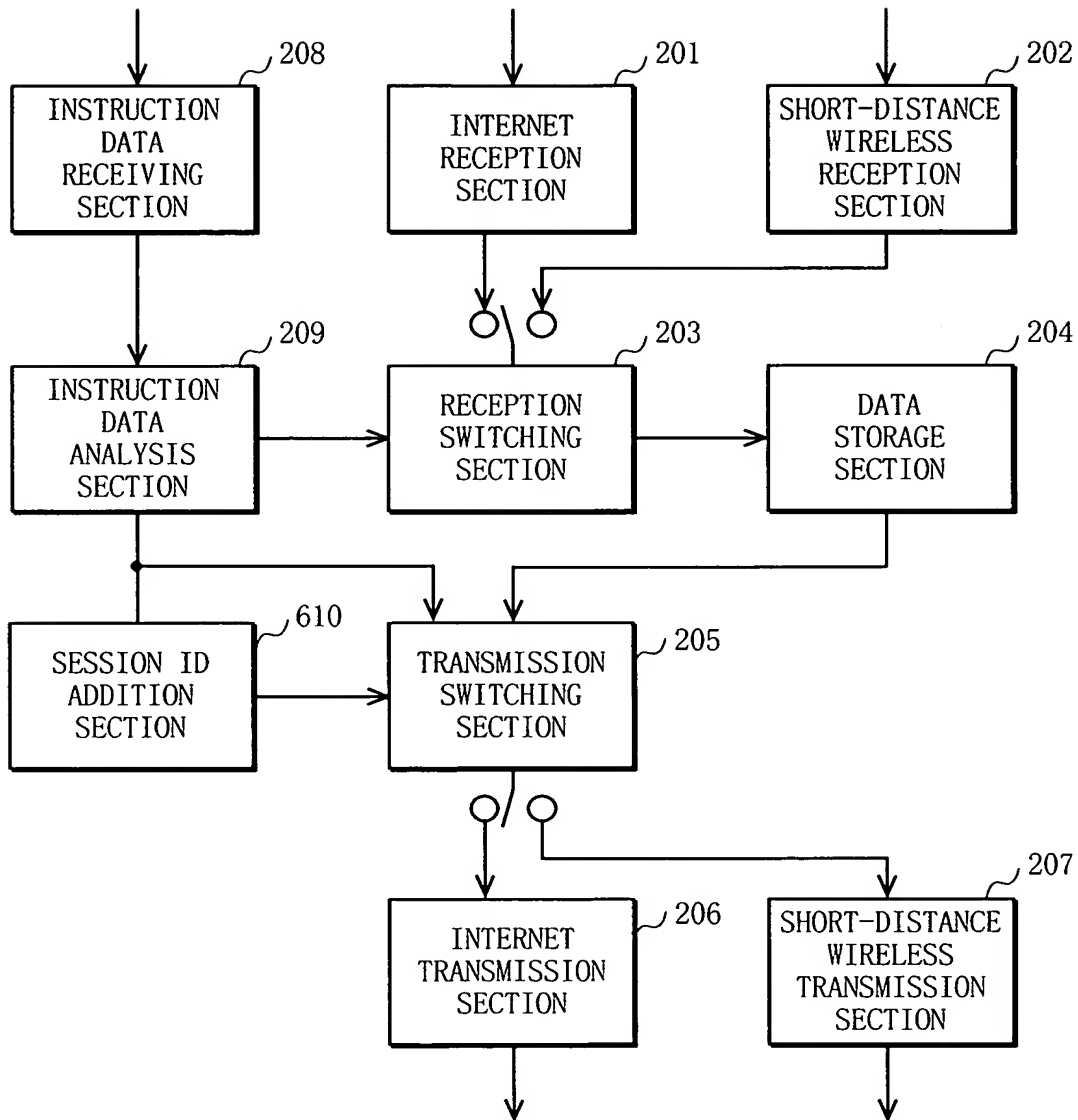 208
INSTRUCTION
DATA
RECEIVING
SECTION
201
INTERNET
RECEPTION
SECTION
202
SHORT-DISTANCE
WIRELESS
RECEPTION
SECTION
209
INSTRUCTION
DATA
ANALYSIS
SECTION
203
RECEPTION
SWITCHING
SECTION
204
DATA
STORAGE
SECTION
610
SESSION ID
ADDITION
SECTION
205
TRANSMISSION
SWITCHING
SECTION
206
INTERNET
TRANSMISSION
SECTION
207
SHORT-DISTANCE
WIRELESS
TRANSMISSION
SECTION